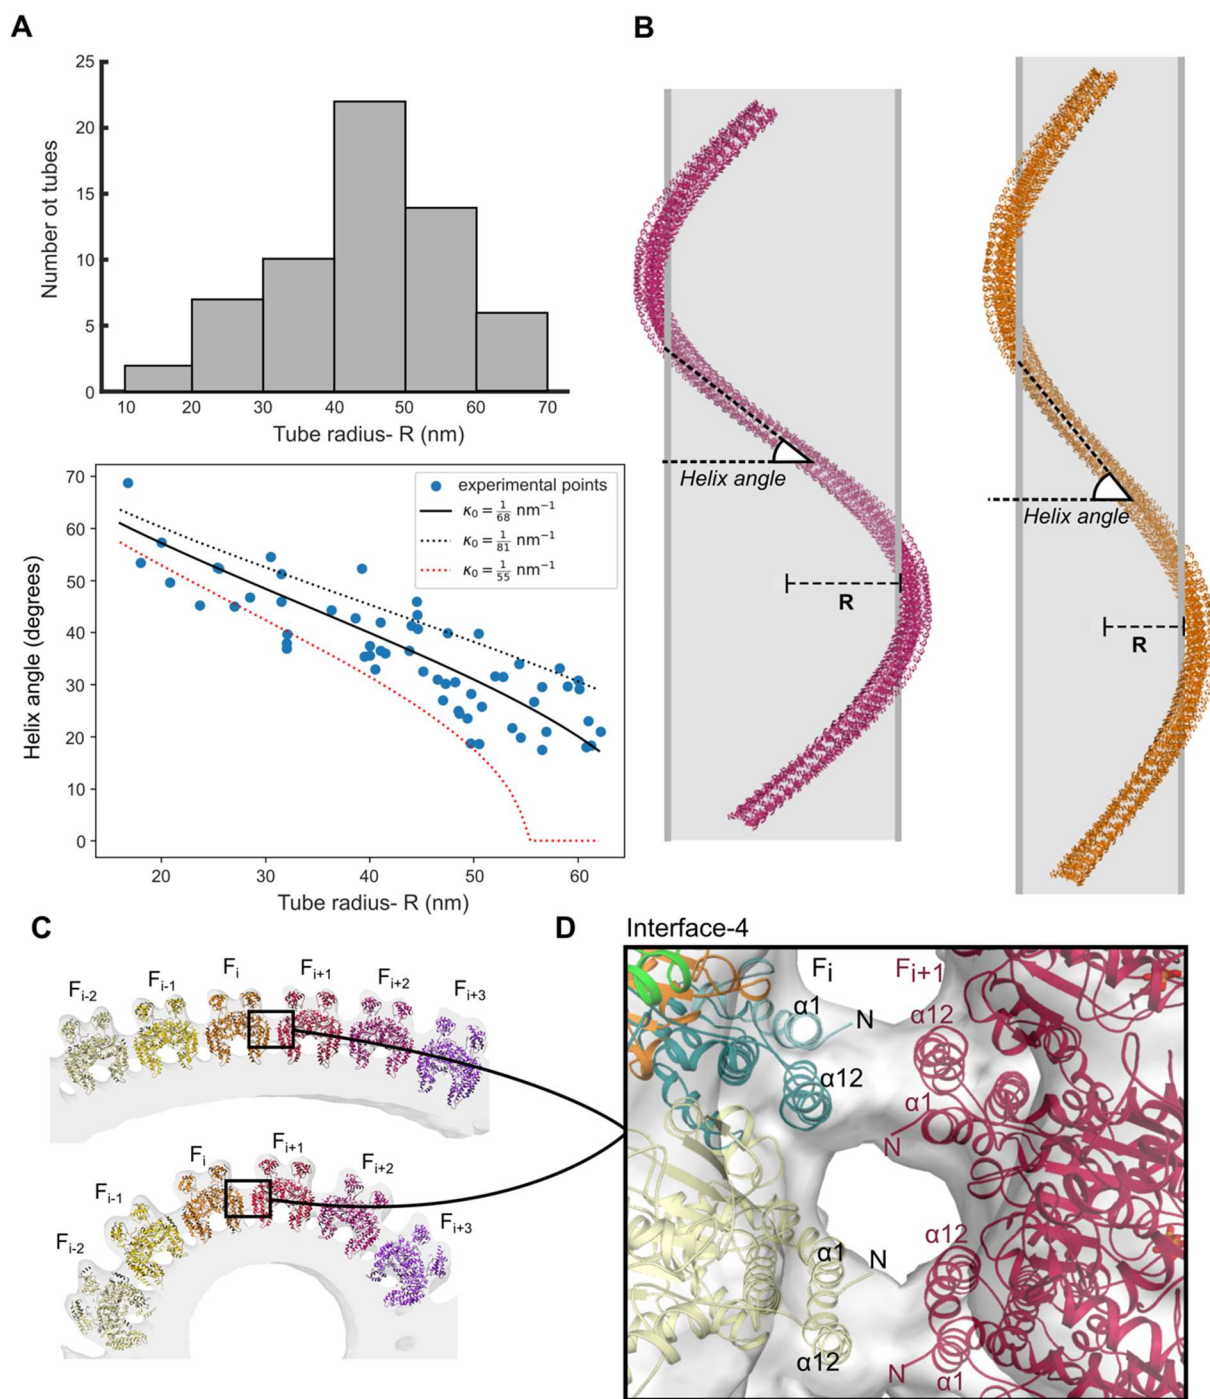 A
25
20
15
10
5
0
Number ot tubes
10 20 30 40 50 60 70
Tube radius- R (nm)
70
60
50
40
30
20
10
0
Helix angle (degrees)
experimental points
κ₀ = 1/68 nm⁻¹
κ₀ = 1/81 nm⁻¹
κ₀ = 1/55 nm⁻¹
20 30 40 50 60
Tube radius- R (nm)
B
Helix angle
R
Helix angle
R
C
Fi-2
Fi-1
Fi
Fi+1
Fi+2
Fi+3
Fi-2
Fi-1
Fi
Fi+1
Fi+2
Fi+3
D
Interface-4
Fi
Fi+1
α1
N
α12
α12
α1
N
α1
N
α12
α12
N
α1